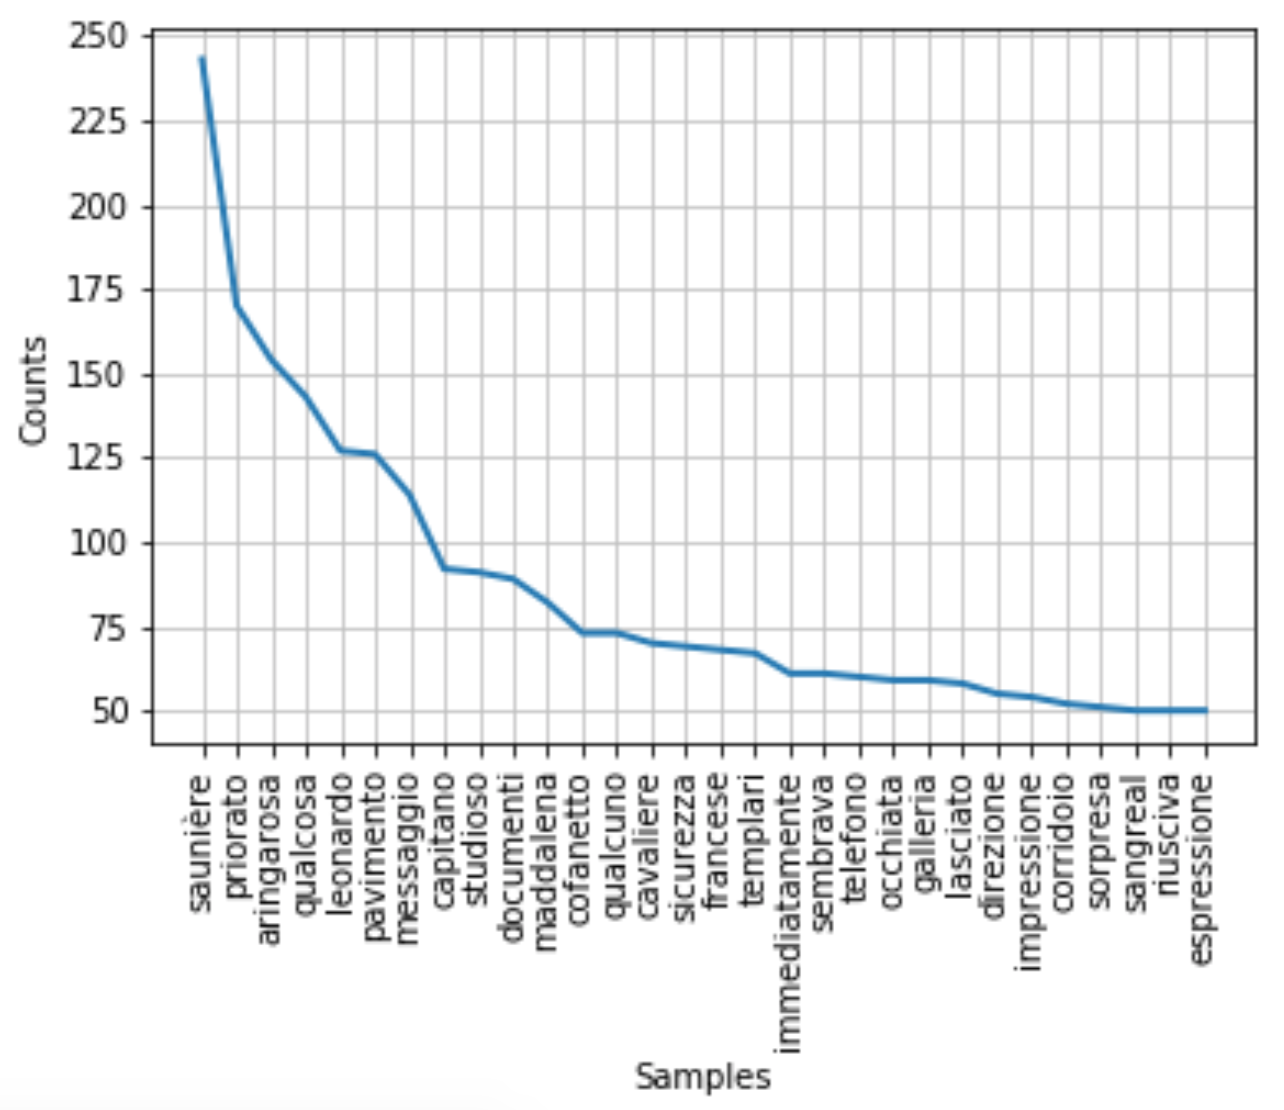 250
225
200
175
150
125
100
75
50
Counts
saunière
priorato
aringarosa
qualcosa
leonardo
pavimento
messaggio
capitano
studioso
documenti
maddalena
cofanetto
qualcuno
cavaliere
sicurezza
francese
templari
immediatamente
sembrava
telefono
occhiata
galleria
lasciato
direzione
impressione
corridoio
sorpresa
sangreal
riusciva
espressione
Samples